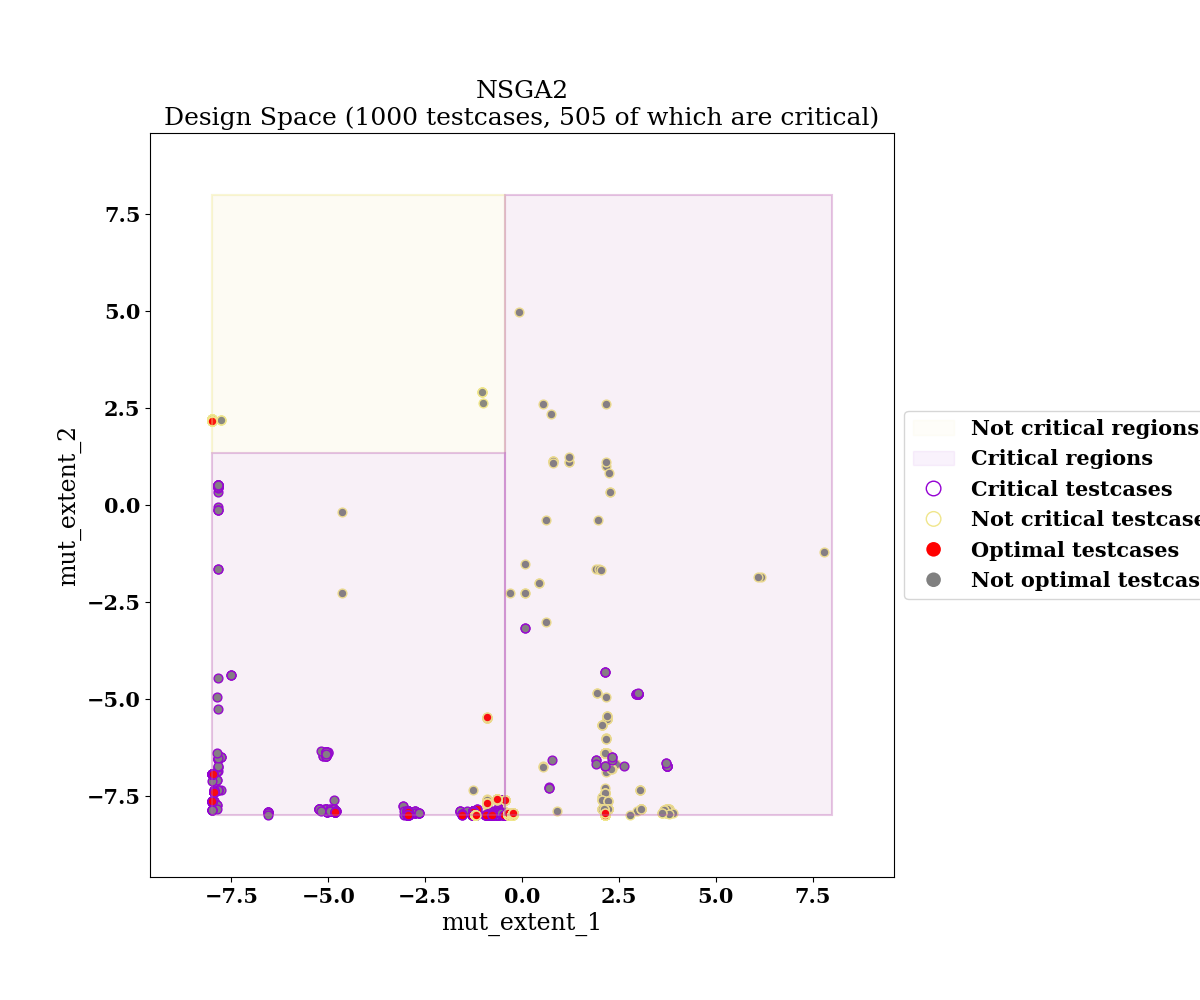 NSGA2
Design Space (1000 testcases, 505 of which are critical)
mut_extent_2
7.5
5.0
2.5
0.0
−2.5
−5.0
−7.5
−7.5 −5.0 −2.5 0.0 2.5 5.0 7.5
mut_extent_1
Not critical regions
Critical regions
Critical testcases
Not critical testcase
Optimal testcases
Not optimal testcas